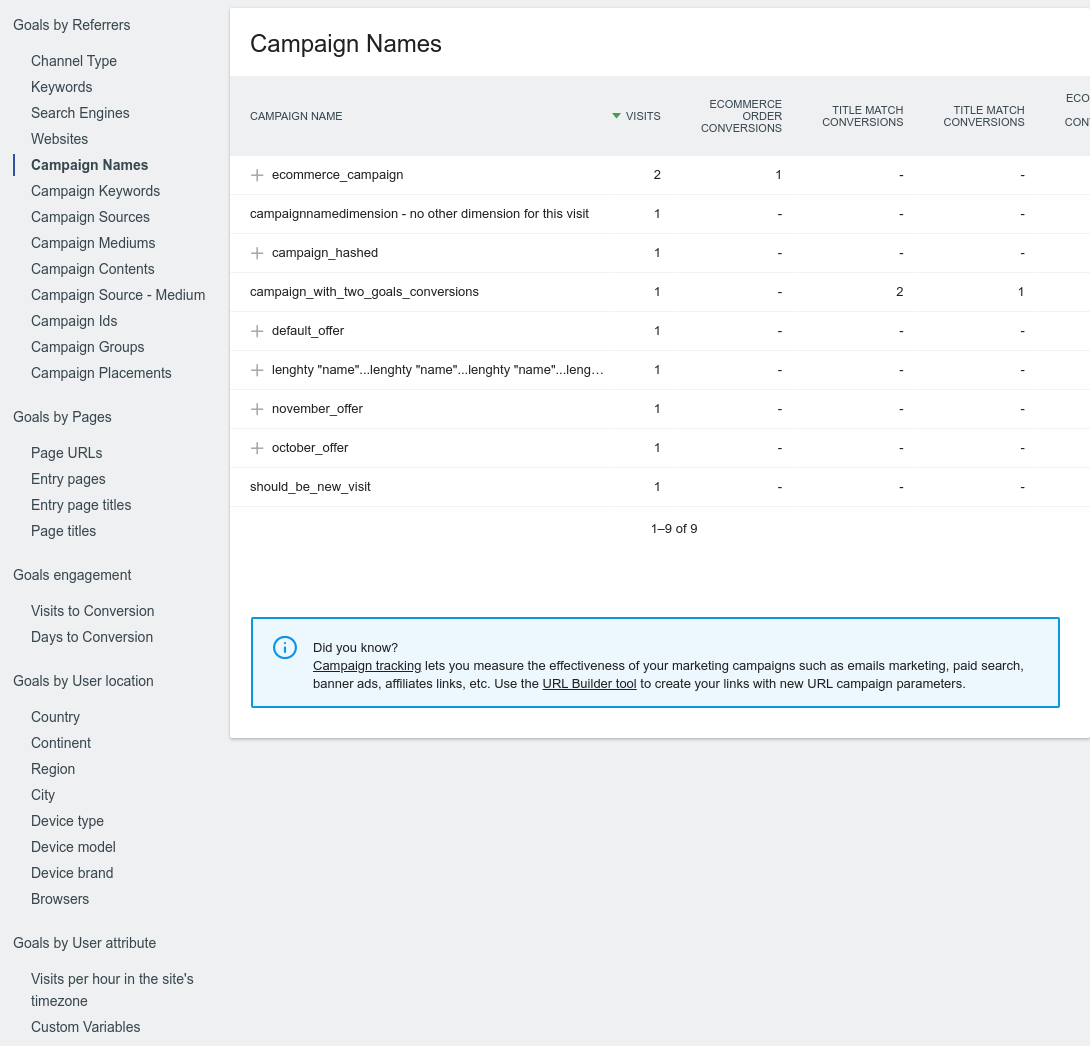 Goals by Referrers
Channel Type
Keywords
Search Engines
Websites
Campaign Names
Campaign Keywords
Campaign Sources
Campaign Mediums
Campaign Contents
Campaign Source - Medium
Campaign Ids
Campaign Groups
Campaign Placements
Goals by Pages
Page URLs
Entry pages
Entry page titles
Page titles
Goals engagement
Visits to Conversion
Days to Conversion
Goals by User location
Country
Continent
Region
City
Device type
Device model
Device brand
Browsers
Goals by User attribute
Visits per hour in the site's
timezone
Custom Variables
Campaign Names
CAMPAIGN NAME VISITS ECOMMERCE ORDER CONVERSIONS TITLE MATCH CONVERSIONS TITLE MATCH CONVERSIONS ECO CON
ecommerce_campaign 2 1 - -
campaignnamedimension - no other dimension for this visit 1 - - -
campaign_hashed 1 - - -
campaign_with_two_goals_conversions 1 - 2 1
default_offer 1 - - -
lenghty "name"...lenghty "name"...lenghty "name"...leng... 1 - - -
november_offer 1 - - -
october_offer 1 - - -
should_be_new_visit 1 - - -
1–9 of 9
Did you know?
Campaign tracking lets you measure the effectiveness of your marketing campaigns such as emails marketing, paid search,
banner ads, affiliates links, etc. Use the URL Builder tool to create your links with new URL campaign parameters.